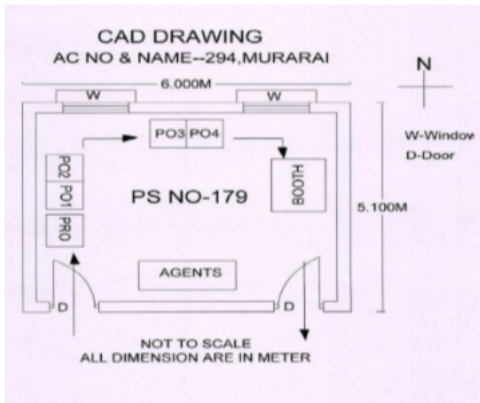 CAD DRAWING
AC NO & NAME--294,MURARAI
N
6.000M
W
W
W-Window
D-Door
PO3 PO4
PO2 PO1
PRO
BOOTH
PS NO-179
5.100M
AGENTS
D
D
NOT TO SCALE
ALL DIMENSION ARE IN METER